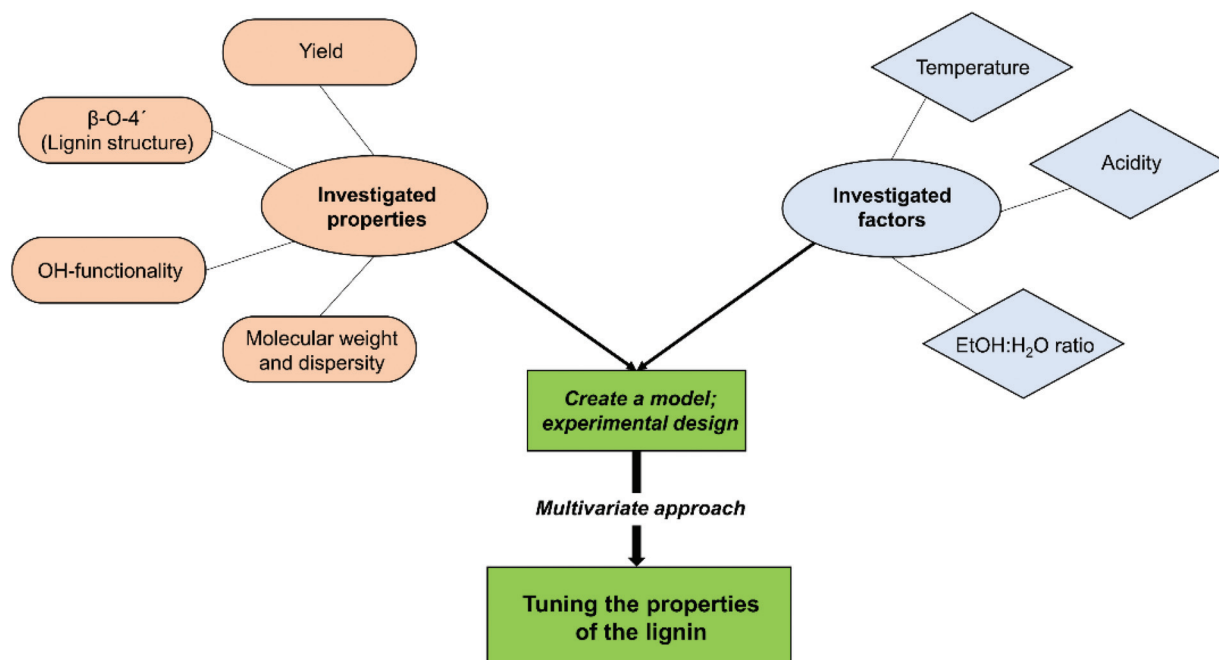 Yield
β-O-4´
(Lignin structure)
Investigated
properties
OH-functionality
Molecular weight
and dispersity
Temperature
Acidity
Investigated
factors
EtOH:H₂O ratio
Create a model;
experimental design
Multivariate approach
Tuning the properties
of the lignin